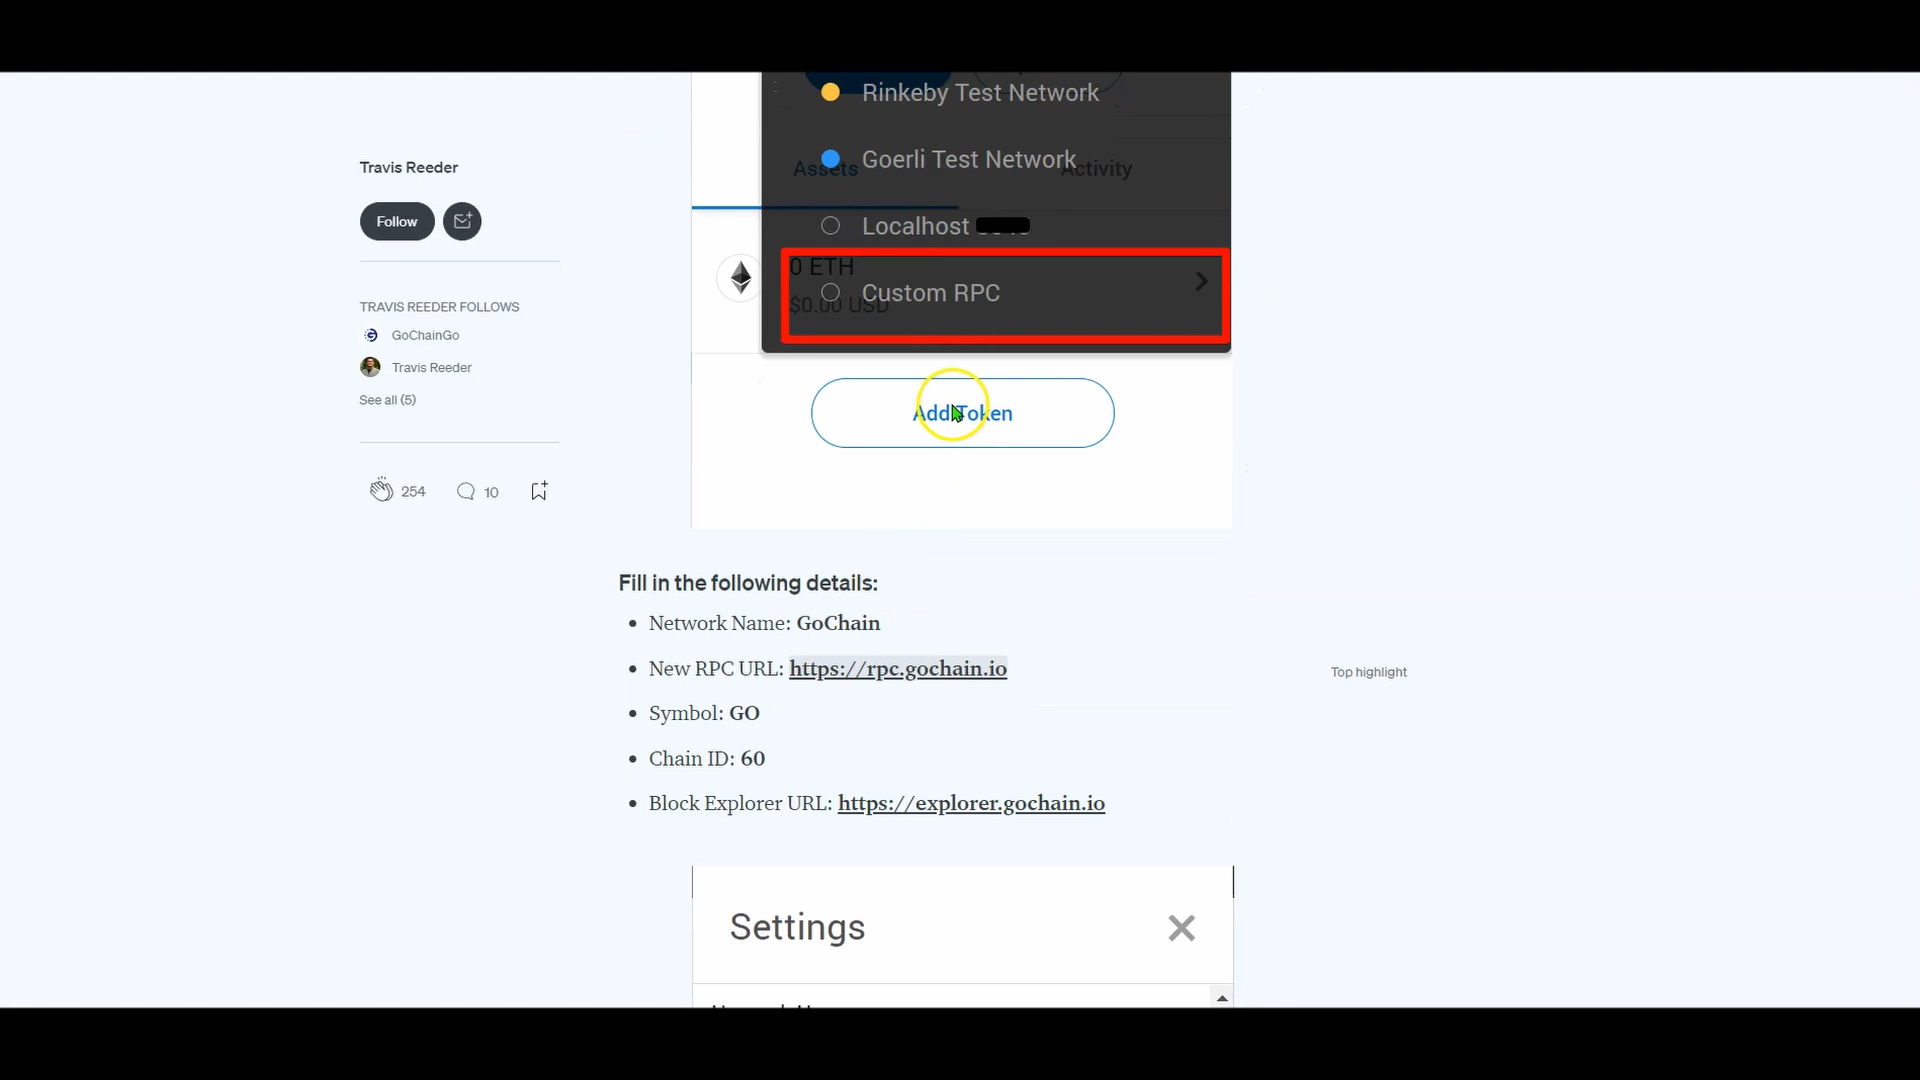 Rinkeby Test Network
Travis Reeder
Goerli Test Network
Assets
Activity
Follow
Localhost
0 ETH
Custom RPC
$0.00 USD
TRAVIS REEDER FOLLOWS
GoChainGo
Travis Reeder
See all (5)
Add Token
254
10
Fill in the following details:
• Network Name: GoChain
• New RPC URL: https://rpc.gochain.io
Top highlight
• Symbol: GO
• Chain ID: 60
• Block Explorer URL: https://explorer.gochain.io
Settings